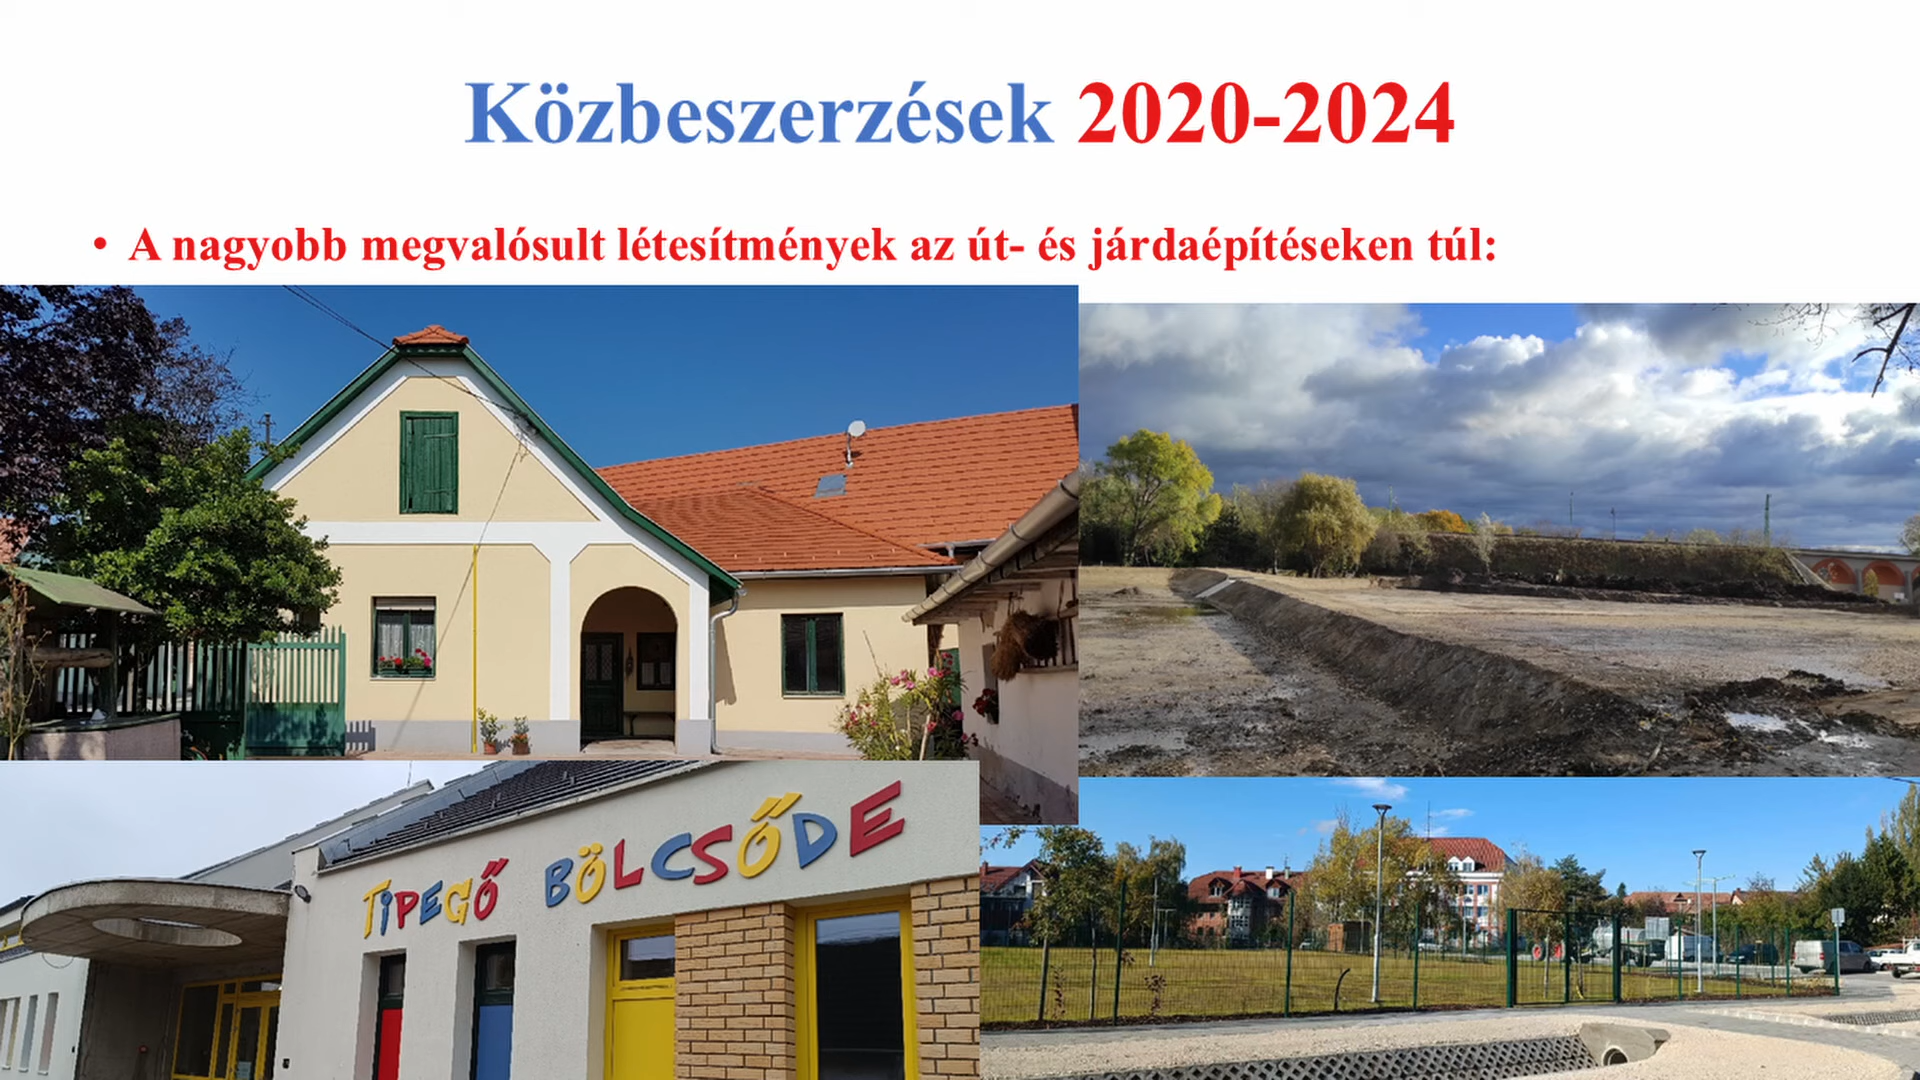 Közbeszerzések 2020-2024
• A nagyobb megvalósult létesítmények az út- és járdaépítéseken túl:
TIPEGŐ BÖLCSŐDE